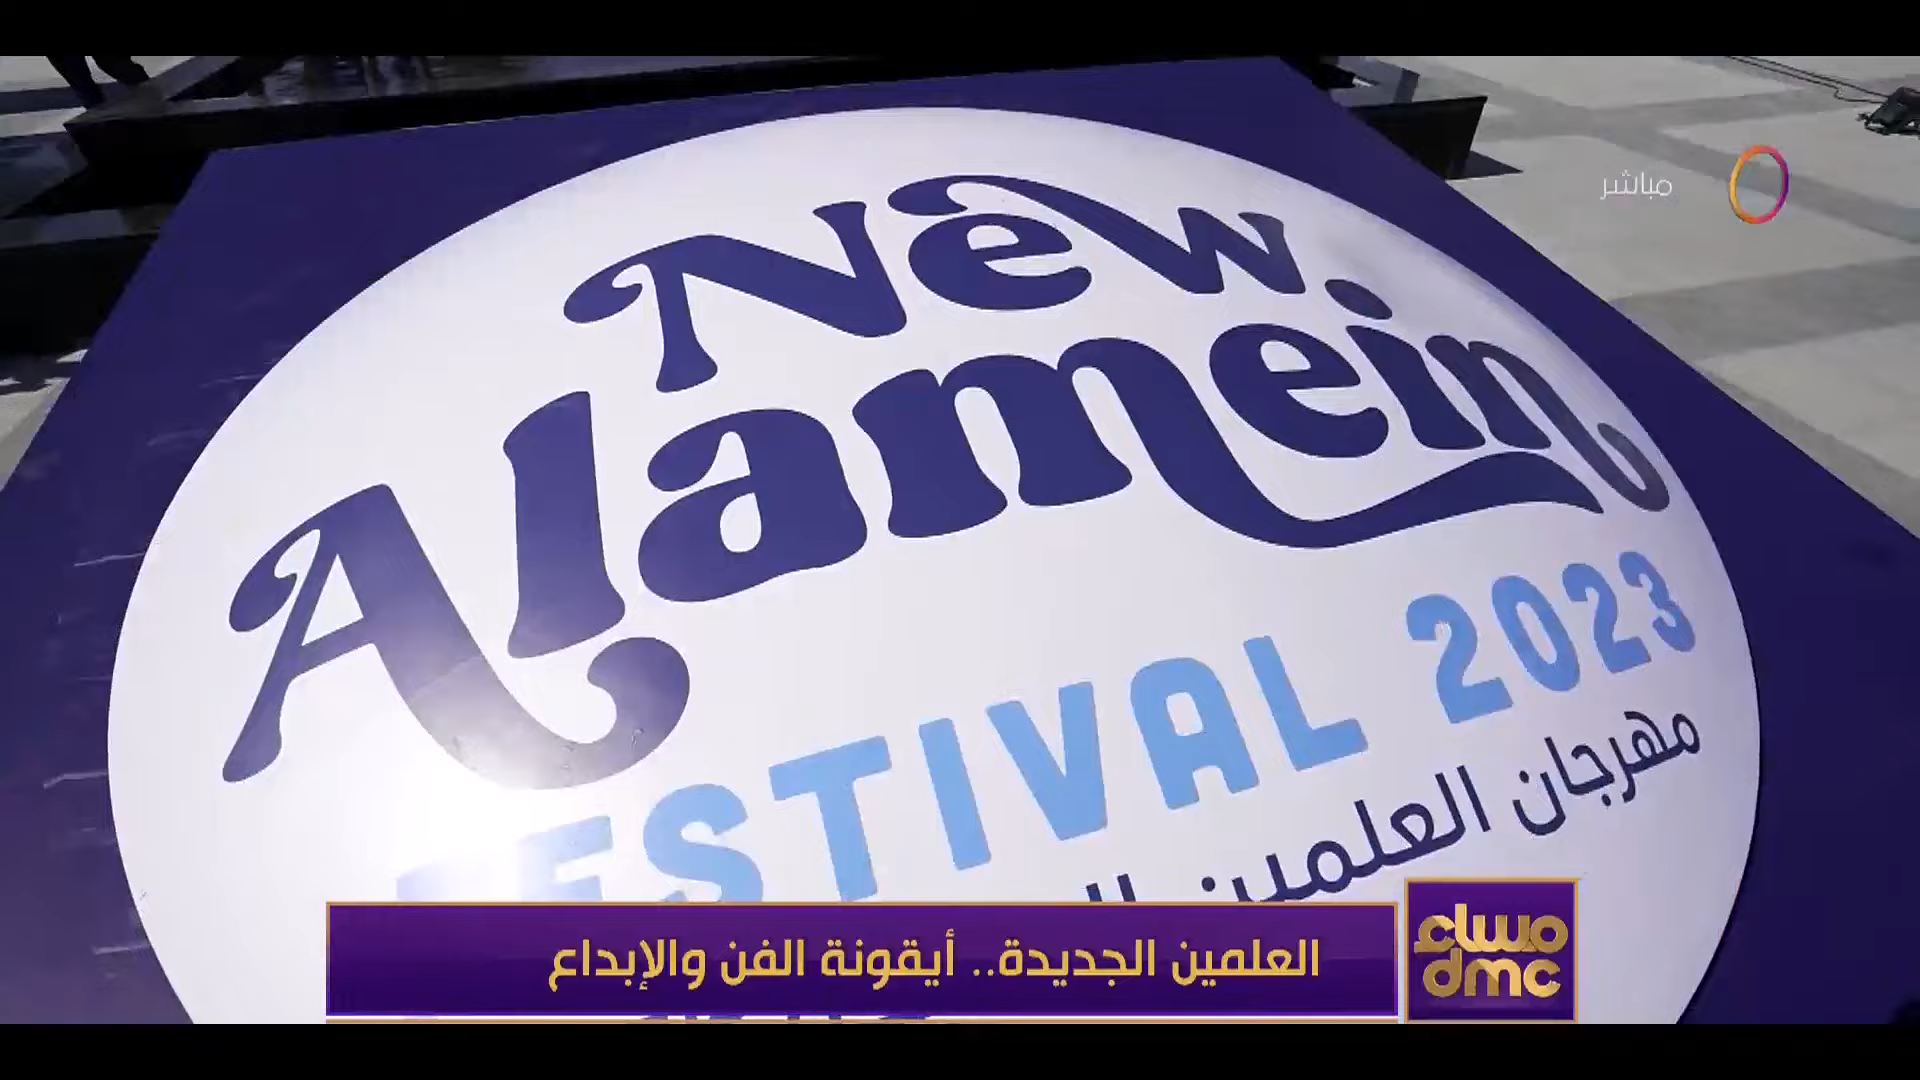 مباشر
New
Alamein
FESTIVAL 2023
مهرجان العلمين
العلمين الجديدة.. أيقونة الفن والإبداع
مساء
dmc